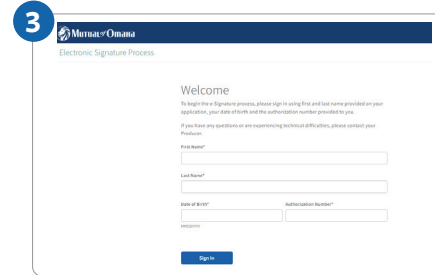 3
Mutual of Omaha
Electronic Signature Process
Welcome
To begin the e-Signature process, please sign in using first and last name provided on your
application, your date of birth and the authorization number provided to you.
If you have any questions or are experiencing technical difficulties, please contact your
Producer.
First Name*
Last Name*
Date of Birth* Authorization Number*
Sign In